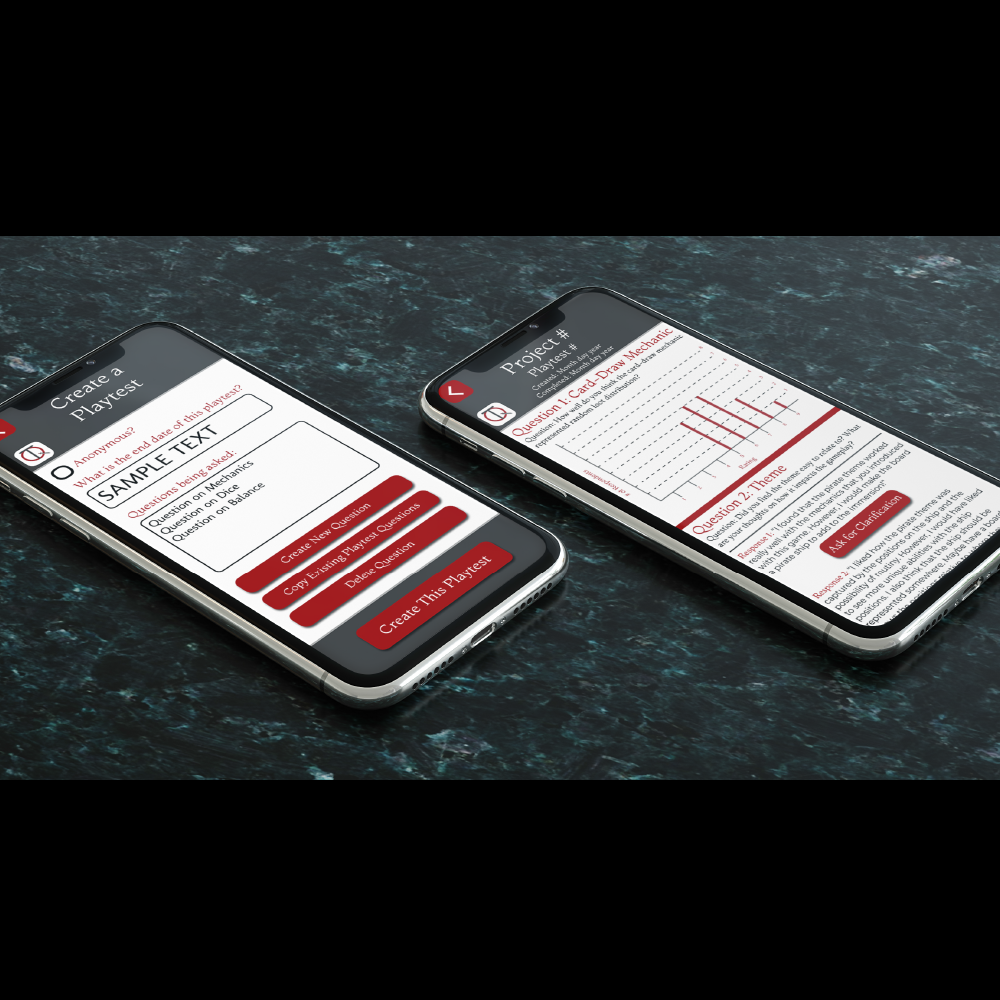 Create a
Playtest
Anonymous?
What is the end date of this playtest?
SAMPLE TEXT
Questions being asked:
Question on Mechanics
Question on Dice
Question on Balance
Create New Question
Copy Existing Playtest Questions
Delete Question
Create This Playtest
Project #
Playtest #
Created: Month day year
Completed: Month day year
Question 1: Card-Draw Mechanic
Question: How well do you think the card-draw mechanic
represented random loot distribution?
Rating
Question 2: Theme
Question: Did you find the theme easy to relate to? What
are your thoughts on how it impacts the gameplay?
Response 1: "I found that the pirate theme worked
really well with the mechanics that you introduced
with this game. However, I would make the board
a pirate ship to add to the immersion"
Ask for Clarification
Response 2: "I liked how the pirate theme was
captured by the positions on the ship and the
possibility of mutiny. However, I would have liked
to see more unique abilities with the ship
positions. I also think that the ship should be
represented somewhere. Maybe have a board